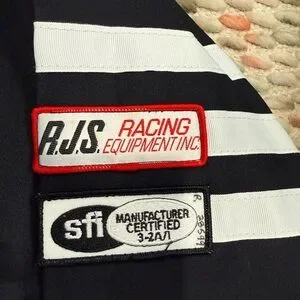 R.J.S. RACING
EQUIPMENT INC.
sfi
MANUFACTURER
CERTIFIED
3-2A/1